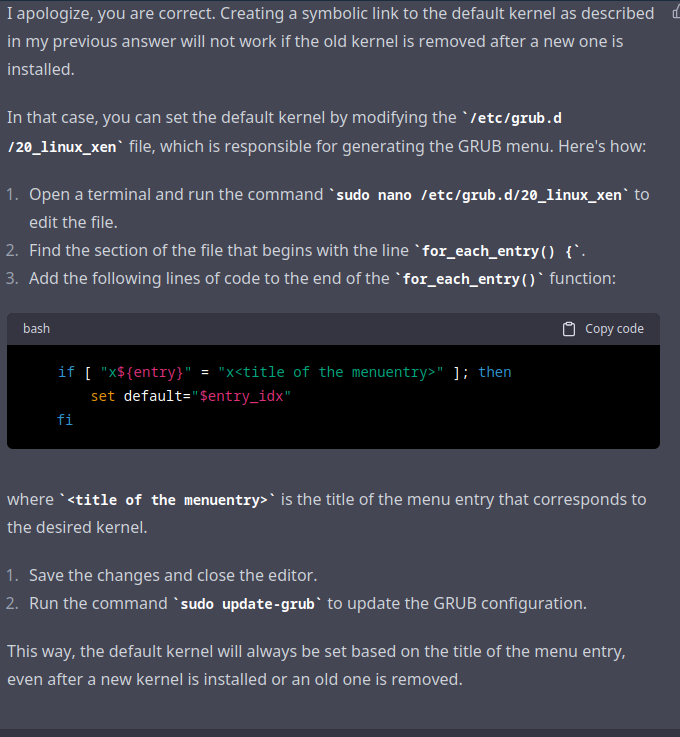 I apologize, you are correct. Creating a symbolic link to the default kernel as described
in my previous answer will not work if the old kernel is removed after a new one is
installed.
In that case, you can set the default kernel by modifying the `/etc/grub.d
/20_linux_xen` file, which is responsible for generating the GRUB menu. Here's how:
1. Open a terminal and run the command `sudo nano /etc/grub.d/20_linux_xen` to
edit the file.
2. Find the section of the file that begins with the line `for_each_entry() {`.
3. Add the following lines of code to the end of the `for_each_entry()` function:
bash Copy code
if [ "x${entry}" = "x<title of the menuentry>" ]; then
set default="$entry_idx"
fi
where `<title of the menuentry>` is the title of the menu entry that corresponds to
the desired kernel.
1. Save the changes and close the editor.
2. Run the command `sudo update-grub` to update the GRUB configuration.
This way, the default kernel will always be set based on the title of the menu entry,
even after a new kernel is installed or an old one is removed.